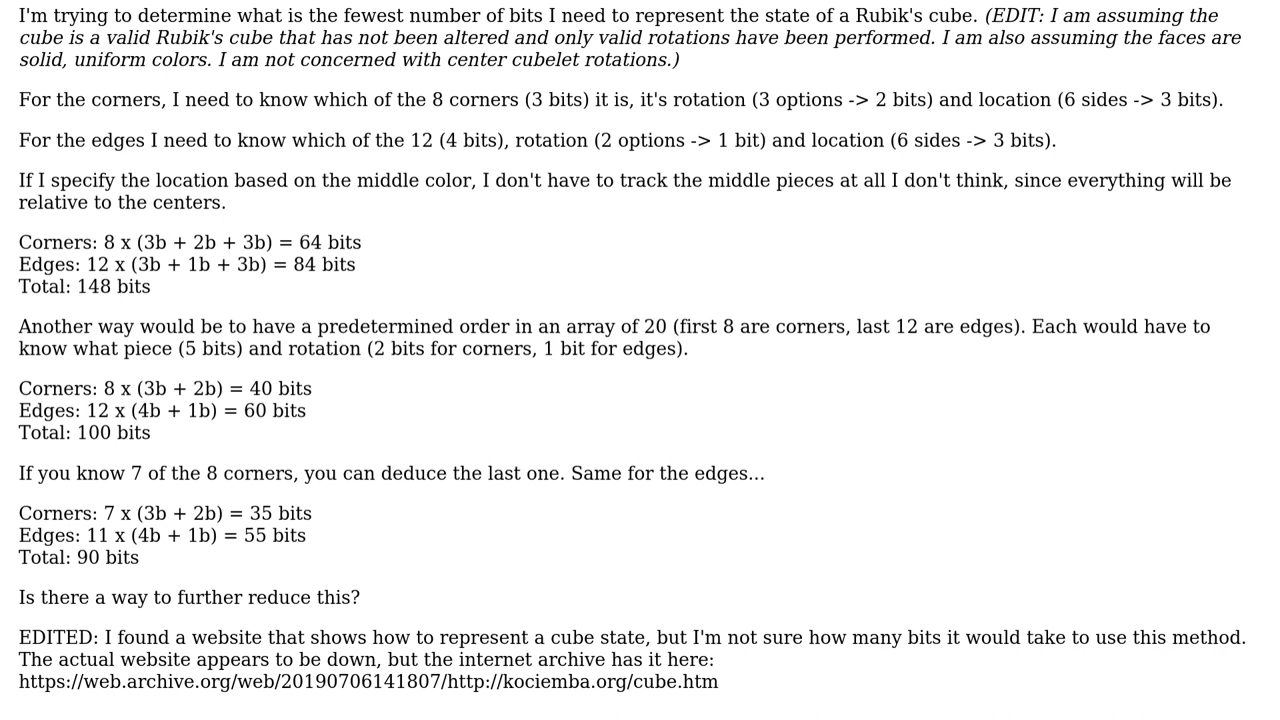 I'm trying to determine what is the fewest number of bits I need to represent the state of a Rubik's cube. (EDIT: I am assuming the
cube is a valid Rubik's cube that has not been altered and only valid rotations have been performed. I am also assuming the faces are
solid, uniform colors. I am not concerned with center cubelet rotations.)
For the corners, I need to know which of the 8 corners (3 bits) it is, it's rotation (3 options -> 2 bits) and location (6 sides -> 3 bits).
For the edges I need to know which of the 12 (4 bits), rotation (2 options -> 1 bit) and location (6 sides -> 3 bits).
If I specify the location based on the middle color, I don't have to track the middle pieces at all I don't think, since everything will be
relative to the centers.
Corners: 8 x (3b + 2b + 3b) = 64 bits
Edges: 12 x (3b + 1b + 3b) = 84 bits
Total: 148 bits
Another way would be to have a predetermined order in an array of 20 (first 8 are corners, last 12 are edges). Each would have to
know what piece (5 bits) and rotation (2 bits for corners, 1 bit for edges).
Corners: 8 x (3b + 2b) = 40 bits
Edges: 12 x (4b + 1b) = 60 bits
Total: 100 bits
If you know 7 of the 8 corners, you can deduce the last one. Same for the edges...
Corners: 7 x (3b + 2b) = 35 bits
Edges: 11 x (4b + 1b) = 55 bits
Total: 90 bits
Is there a way to further reduce this?
EDITED: I found a website that shows how to represent a cube state, but I'm not sure how many bits it would take to use this method.
The actual website appears to be down, but the internet archive has it here:
https://web.archive.org/web/20190706141807/http://kociemba.org/cube.htm